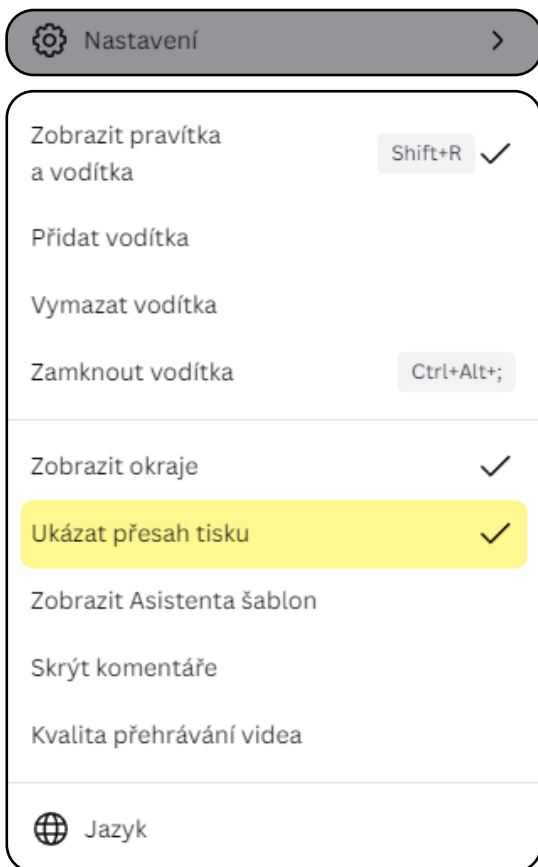 Nastavení
Zobrazit pravítka
a vodítka
Shift+R
Přidat vodítka
Vymazat vodítka
Zamknout vodítka
Ctrl+Alt+;
Zobrazit okraje
Ukázat přesah tisku
Zobrazit Asistenta šablon
Skrýt komentáře
Kvalita přehrávání videa
Jazyk